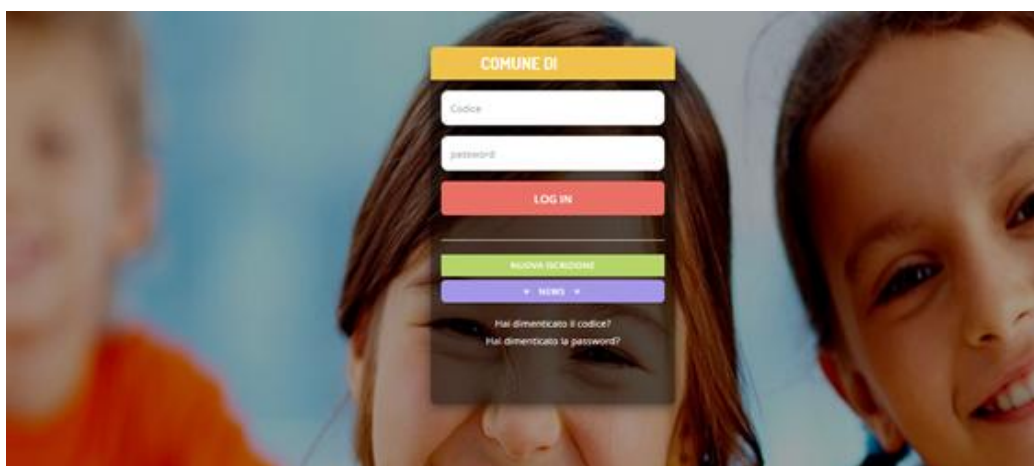 COMUNE DI
Codice
password
LOG IN
NUOVA ISCRIZIONE
NEWS
Hai dimenticato il codice?
Hai dimenticato la password?